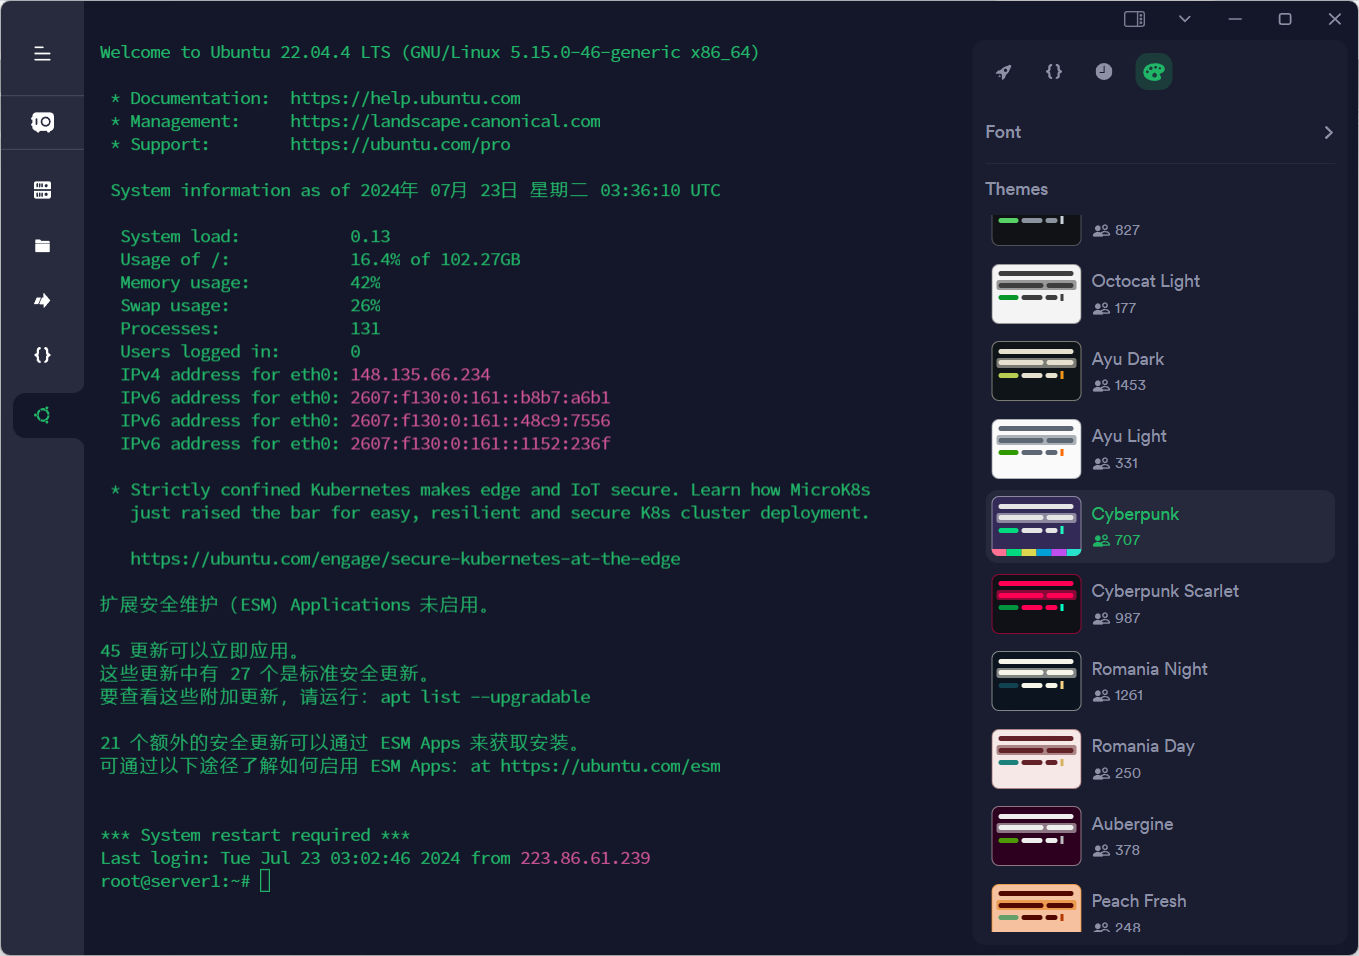 Welcome to Ubuntu 22.04.4 LTS (GNU/Linux 5.15.0-46-generic x86_64)
* Documentation:  https://help.ubuntu.com
* Management:     https://landscape.canonical.com
* Support:        https://ubuntu.com/pro
System information as of 2024年 07月 23日 星期二 03:36:10 UTC
System load:           0.13
Usage of /:            16.4% of 102.27GB
Memory usage:          42%
Swap usage:            26%
Processes:             131
Users logged in:       0
IPv4 address for eth0: 148.135.66.234
IPv6 address for eth0: 2607:f130:0:161::b8b7:a6b1
IPv6 address for eth0: 2607:f130:0:161::48c9:7556
IPv6 address for eth0: 2607:f130:0:161::1152:236f
* Strictly confined Kubernetes makes edge and IoT secure. Learn how MicroK8s
just raised the bar for easy, resilient and secure K8s cluster deployment.
https://ubuntu.com/engage/secure-kubernetes-at-the-edge
扩展安全维护（ESM）Applications 未启用。
45 更新可以立即应用。
这些更新中有 27 个是标准安全更新。
要查看这些附加更新，请运行：apt list --upgradable
21 个额外的安全更新可以通过 ESM Apps 来获取安装。
可通过以下途径了解如何启用 ESM Apps：at https://ubuntu.com/esm
*** System restart required ***
Last login: Tue Jul 23 03:02:46 2024 from 223.86.61.239
root@server1:~#
Font
Themes
827
Octocat Light
177
Ayu Dark
1453
Ayu Light
331
Cyberpunk
707
Cyberpunk Scarlet
987
Romania Night
1261
Romania Day
250
Aubergine
378
Peach Fresh
248